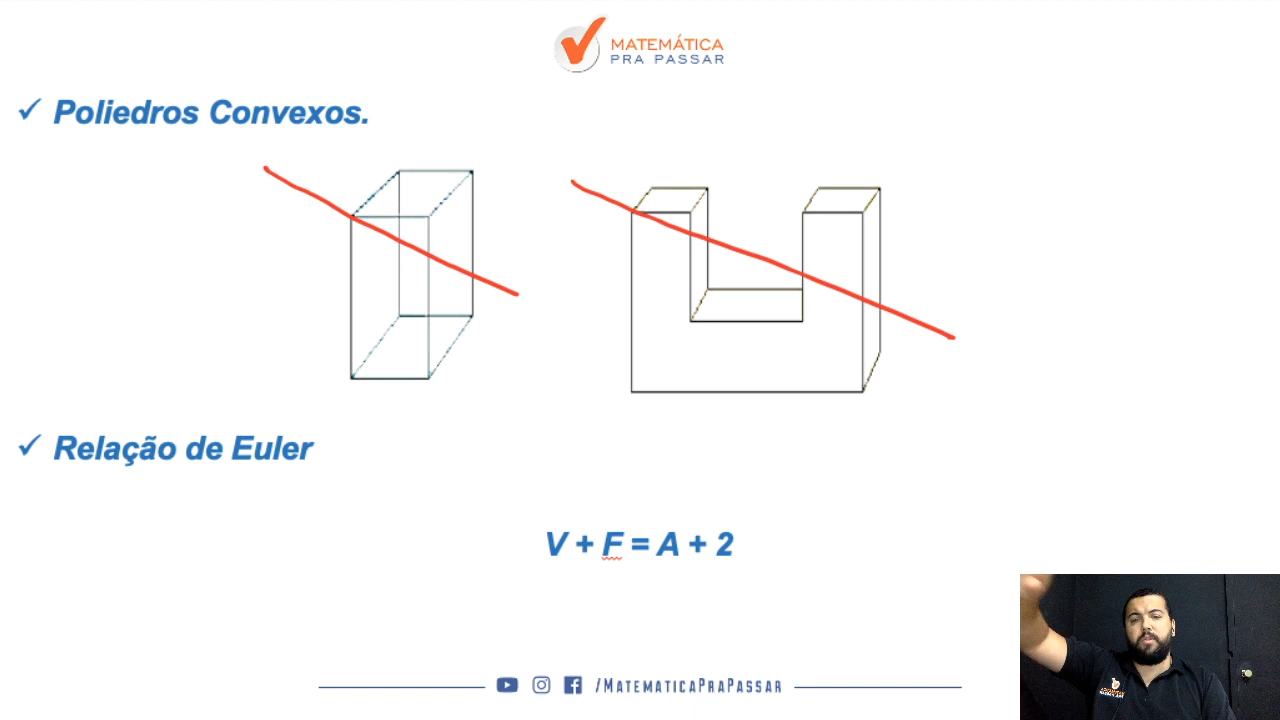 MATEMÁTICA
PRA PASSAR
✓ Poliedros Convexos.
✓ Relação de Euler
V + F = A + 2
/MATEMATICAPRAPASSAR